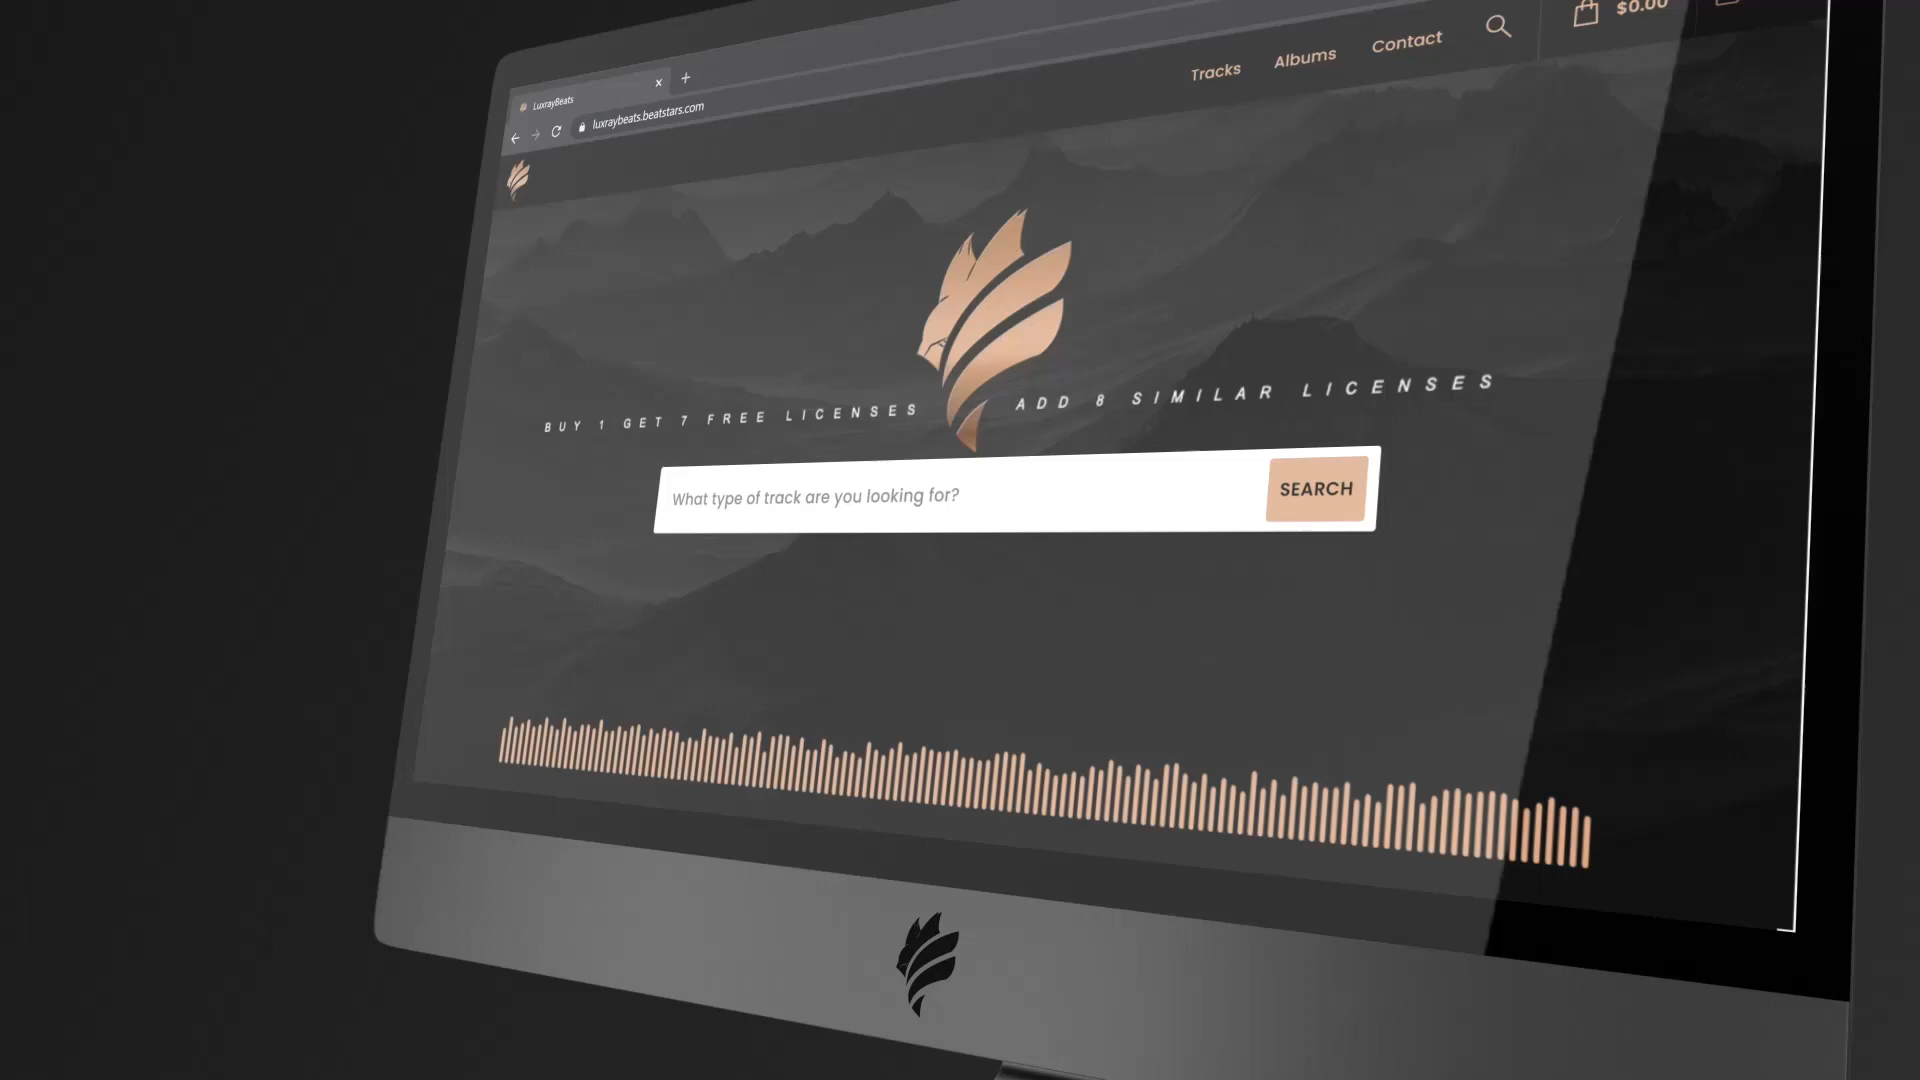 LuxrayBeats
luxraybeats.beatstars.com
Tracks Albums Contact $0.00
BUY 1 GET 7 FREE LICENSES ADD 8 SIMILAR LICENSES
What type of track are you looking for? SEARCH